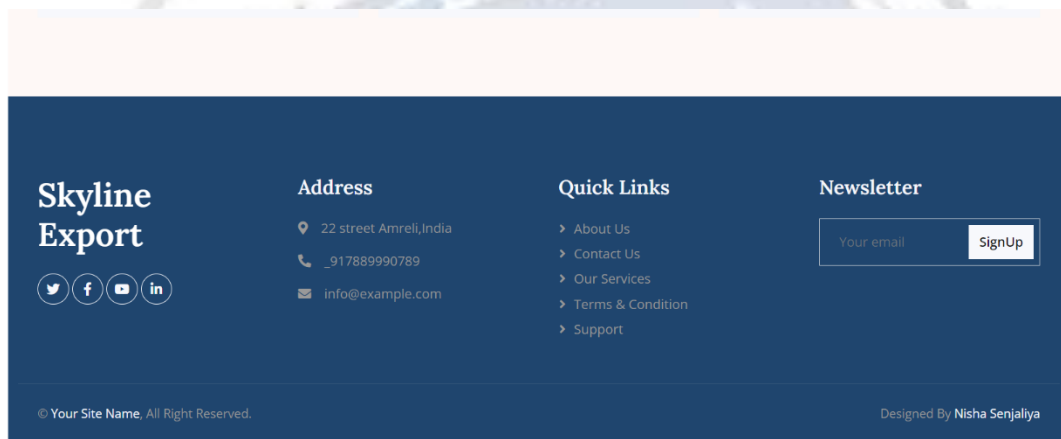 Skyline
Export
Address
22 street Amreli,India
_917889990789
info@example.com
Quick Links
About Us
Contact Us
Our Services
Terms & Condition
Support
Newsletter
Your email
SignUp
© Your Site Name, All Right Reserved.
Designed By Nisha Senjaliya